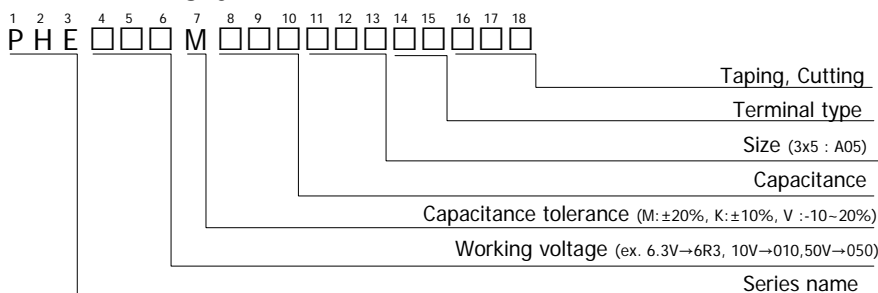 1 2 3 4 5 6 7 8 9 10 11 12 13 14 15 16 17 18
P H E □ □ □ M □ □ □ □ □ □ □ □ □ □ □
Taping, Cutting
Terminal type
Size (3x5 : A05)
Capacitance
Capacitance tolerance (M:±20%, K:±10%, V :-10~20%)
Working voltage (ex. 6.3V→6R3, 10V→010,50V→050)
Series name